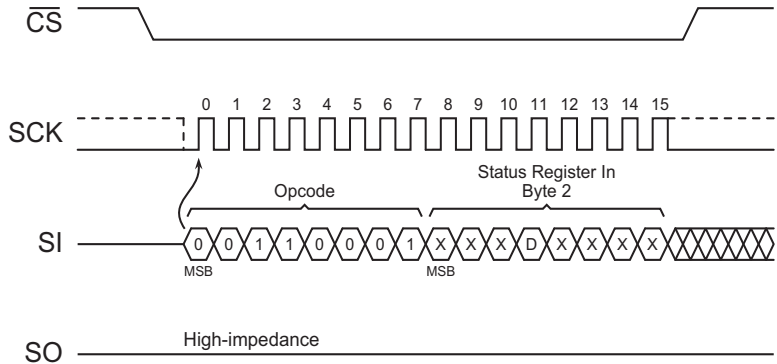 CS
0 1 2 3 4 5 6 7 8 9 10 11 12 13 14 15
SCK
Status Register In
Opcode Byte 2
SI 0 0 1 1 0 0 0 1 X X X D X X X X
MSB MSB
High-impedance
SO